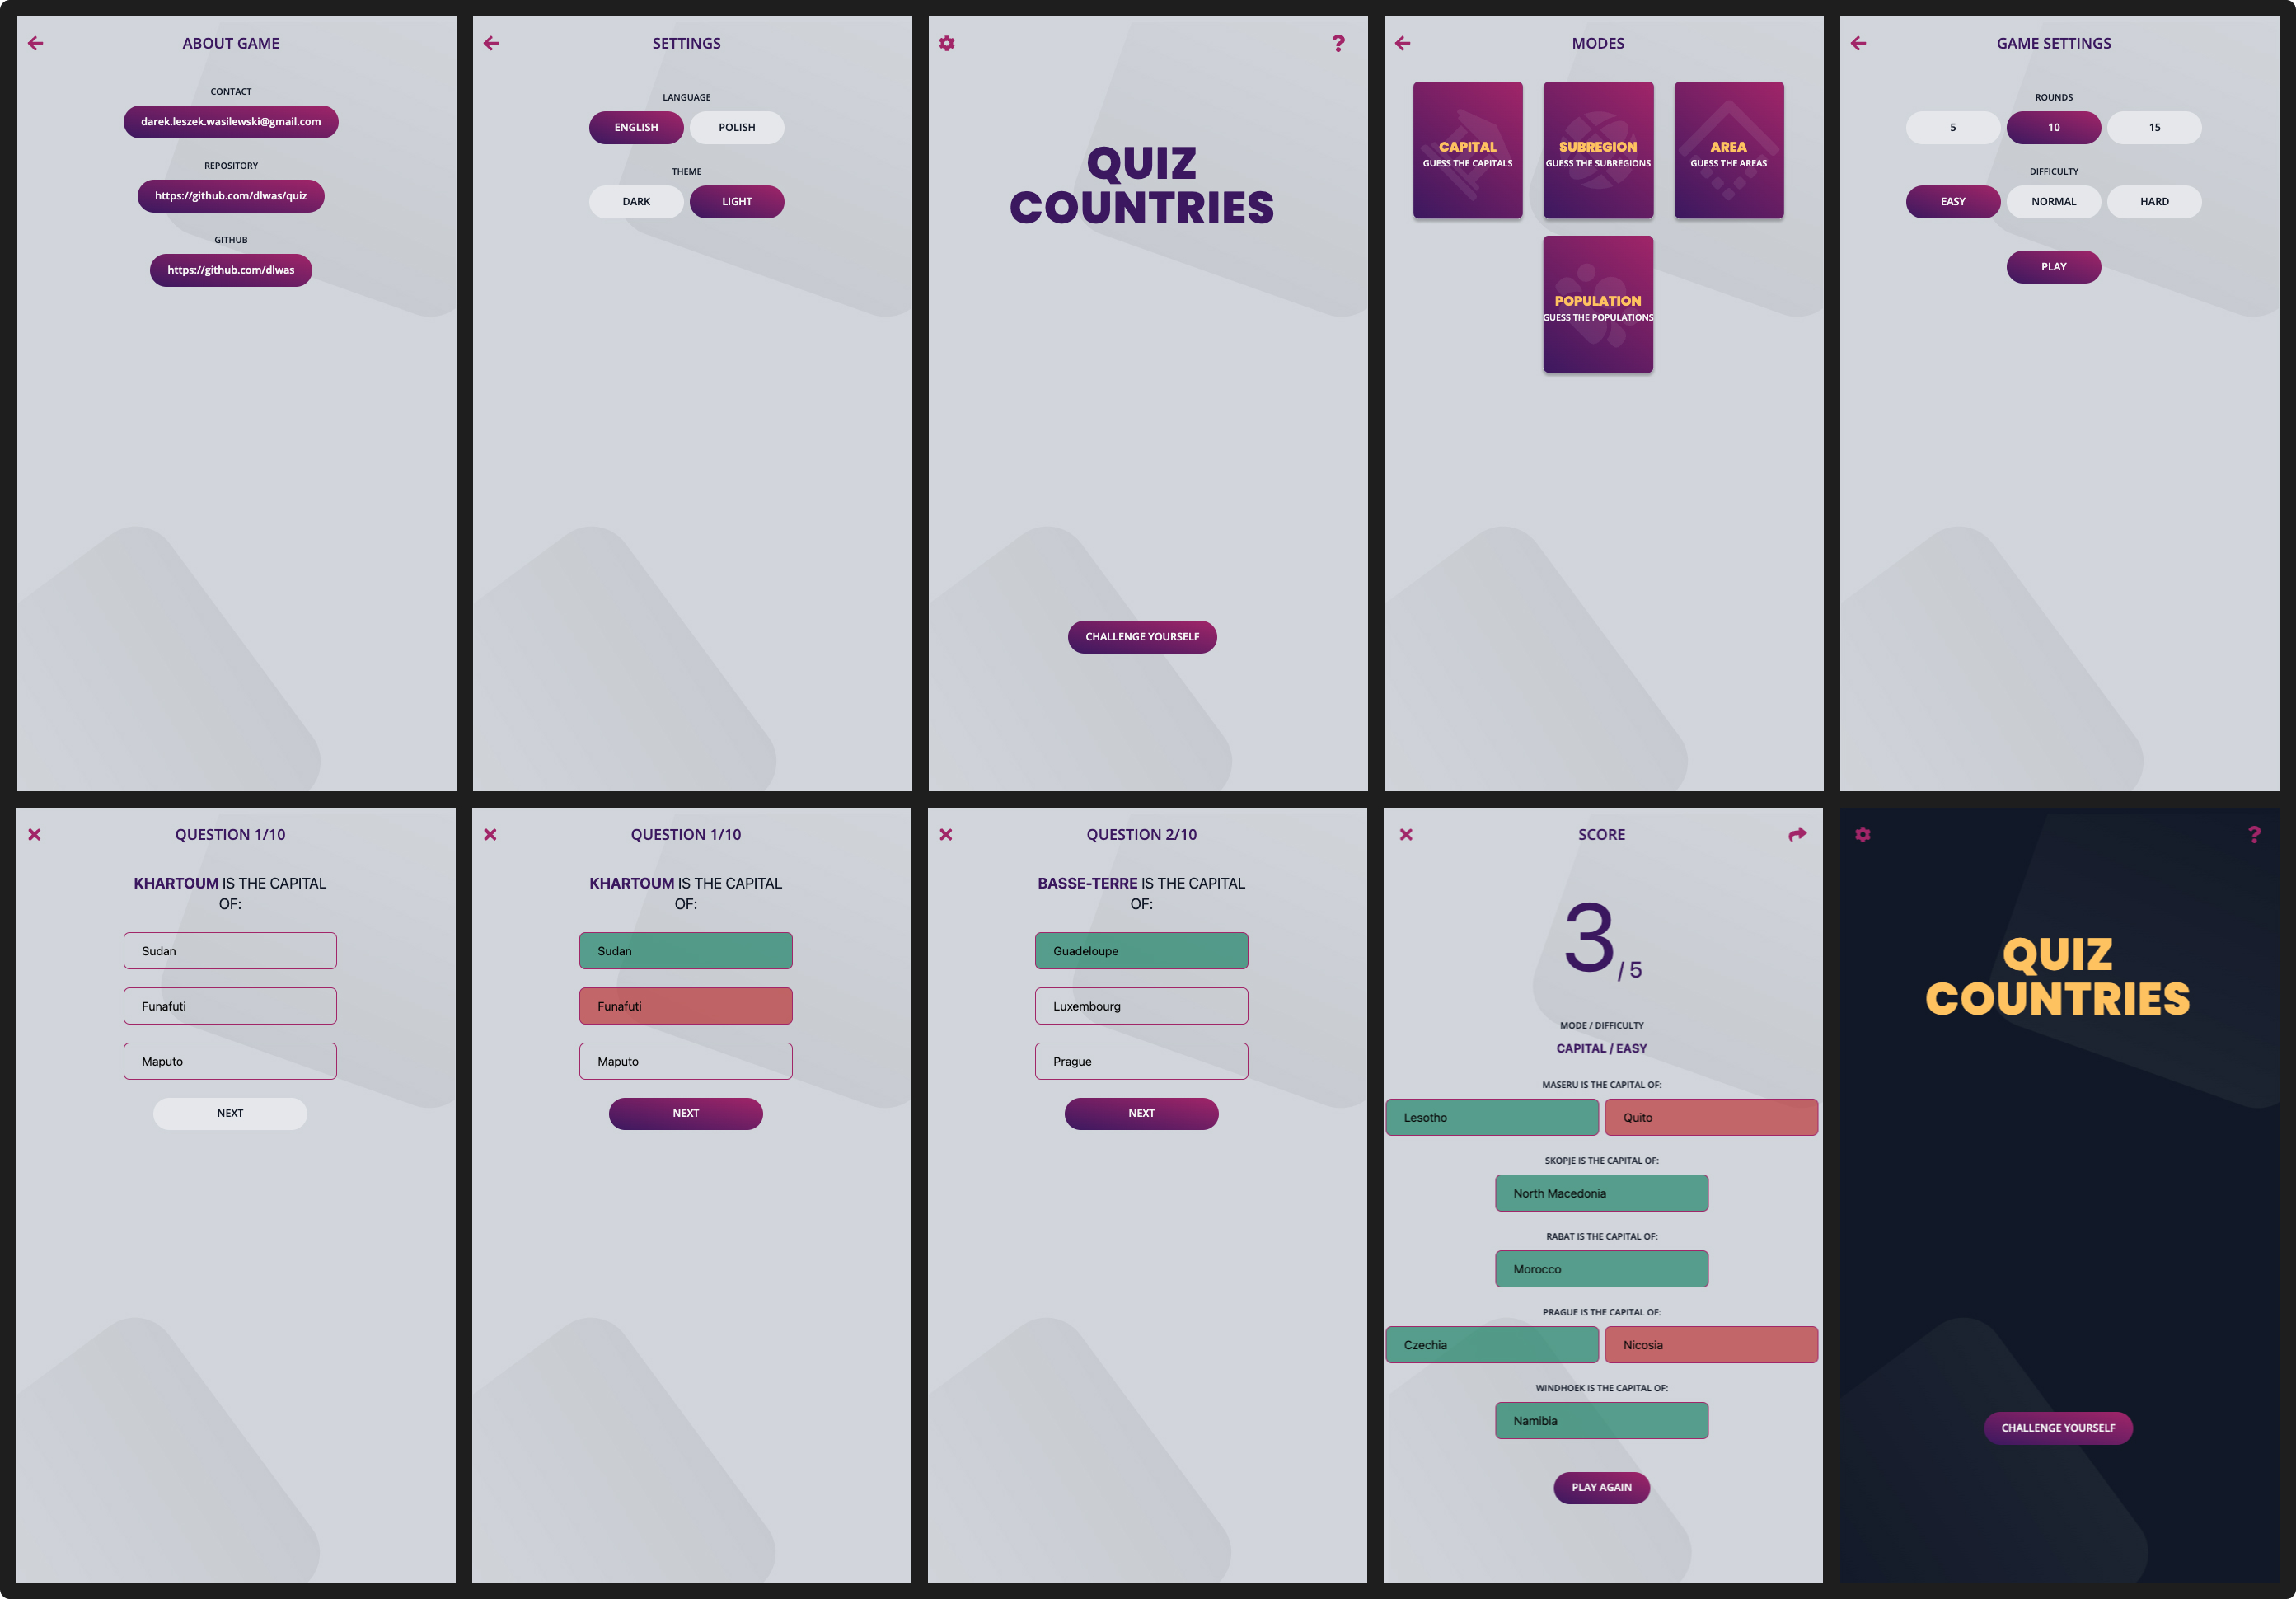 ABOUT GAME
CONTACT
darek.leszek.wasilewski@gmail.com
REPOSITORY
https://github.com/dlwas/quiz
GITHUB
https://github.com/dlwas
SETTINGS
LANGUAGE
ENGLISH POLISH
THEME
DARK LIGHT
?
QUIZ
COUNTRIES
CHALLENGE YOURSELF
MODES
CAPITAL
GUESS THE CAPITALS
SUBREGION
GUESS THE SUBREGIONS
AREA
GUESS THE AREAS
POPULATION
GUESS THE POPULATIONS
GAME SETTINGS
ROUNDS
5 10 15
DIFFICULTY
EASY NORMAL HARD
PLAY
QUESTION 1/10
KHARTOUM IS THE CAPITAL
OF:
Sudan
Funafuti
Maputo
NEXT
QUESTION 1/10
KHARTOUM IS THE CAPITAL
OF:
Sudan
Funafuti
Maputo
NEXT
QUESTION 2/10
BASSE-TERRE IS THE CAPITAL
OF:
Guadeloupe
Luxembourg
Prague
NEXT
SCORE
3 / 5
MODE / DIFFICULTY
CAPITAL / EASY
MASERU IS THE CAPITAL OF:
Lesotho Quito
SKOPJE IS THE CAPITAL OF:
North Macedonia
RABAT IS THE CAPITAL OF:
Morocco
PRAGUE IS THE CAPITAL OF:
Czechia Nicosia
WINDHOEK IS THE CAPITAL OF:
Namibia
PLAY AGAIN
?
QUIZ
COUNTRIES
CHALLENGE YOURSELF